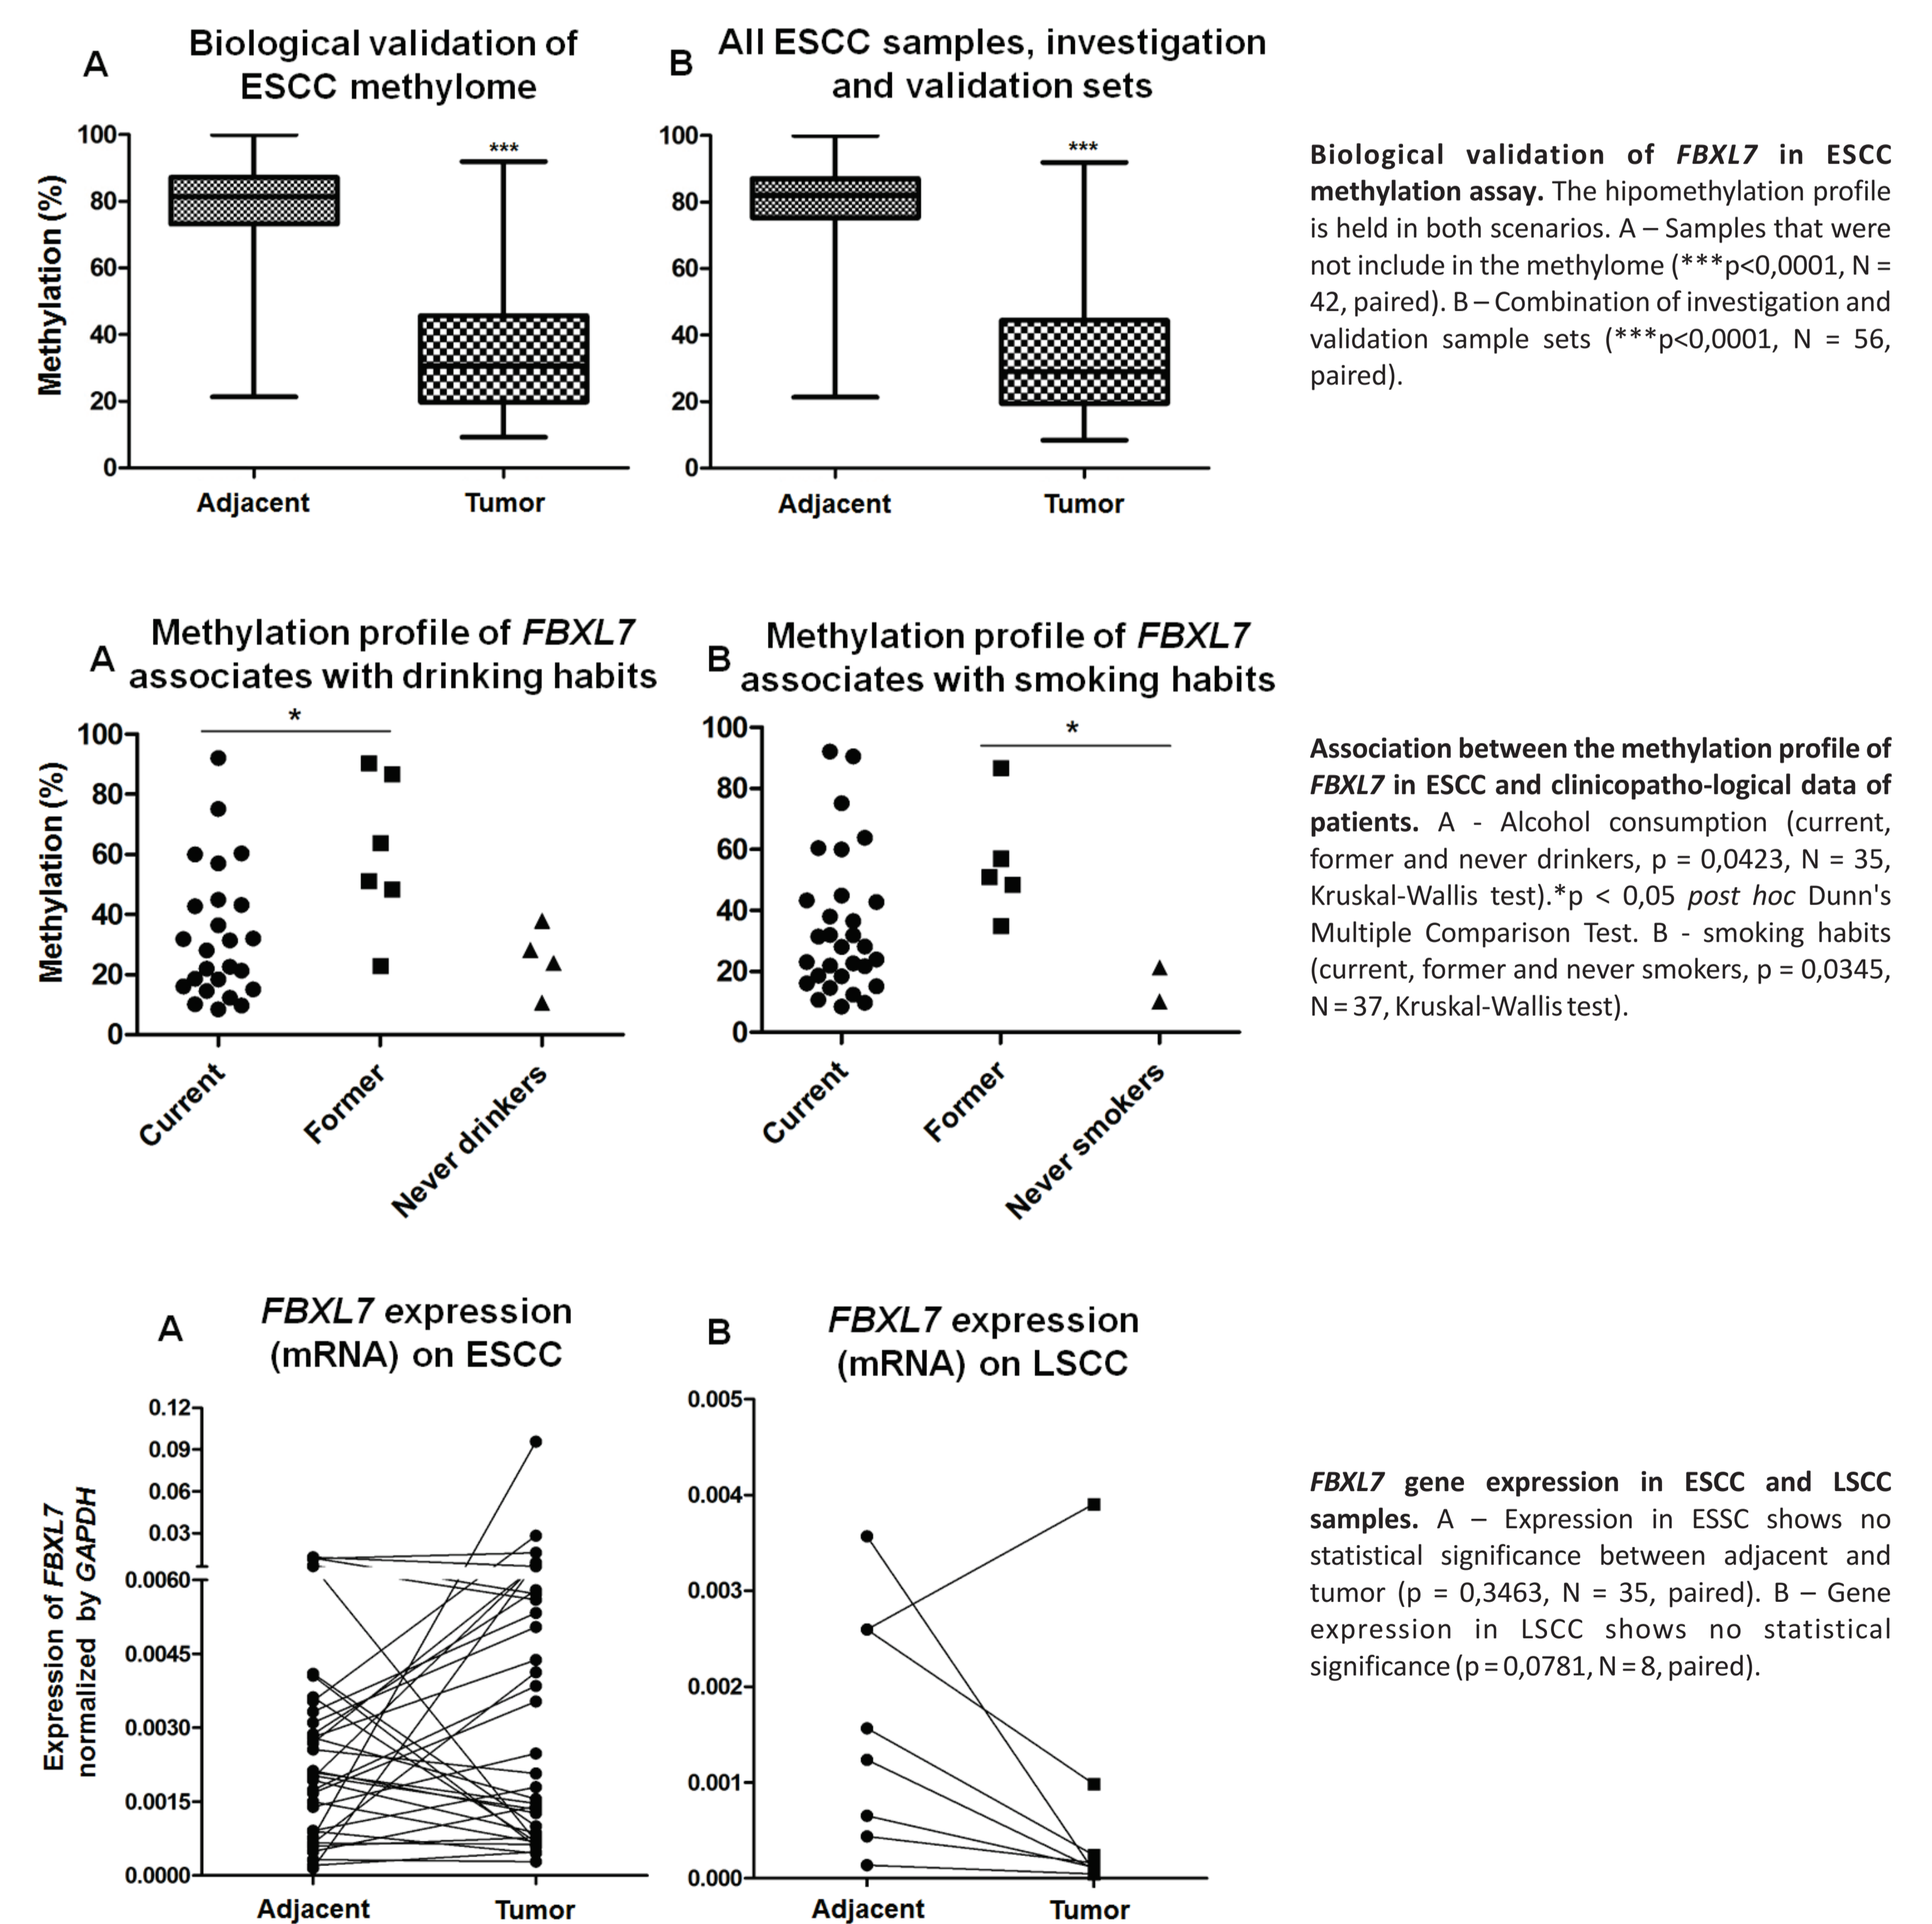 A
Biological validation of
ESCC methylome
Methylation (%)
100
80
60
40
20
0
***
Adjacent
Tumor
B
All ESCC samples, investigation
and validation sets
100
80
60
40
20
0
***
Adjacent
Tumor
Biological validation of FBXL7 in ESCC
methylation assay. The hipomethylation profile
is held in both scenarios. A – Samples that were
not include in the methylome (***p<0,0001, N =
42, paired). B – Combination of investigation and
validation sample sets (***p<0,0001, N = 56,
paired).
A
Methylation profile of FBXL7
associates with drinking habits
Methylation (%)
100
80
60
40
20
0
*
Current
Former
Never drinkers
B
Methylation profile of FBXL7
associates with smoking habits
100
80
60
40
20
0
*
Current
Former
Never smokers
Association between the methylation profile of
FBXL7 in ESCC and clinicopatho-logical data of
patients. A - Alcohol consumption (current,
former and never drinkers, p = 0,0423, N = 35,
Kruskal-Wallis test).*p < 0,05 post hoc Dunn's
Multiple Comparison Test. B - smoking habits
(current, former and never smokers, p = 0,0345,
N = 37, Kruskal-Wallis test).
A
FBXL7 expression
(mRNA) on ESCC
Expression of FBXL7
normalized by GAPDH
0.12
0.09
0.06
0.03
0.0060
0.0045
0.0030
0.0015
0.0000
Adjacent
Tumor
B
FBXL7 expression
(mRNA) on LSCC
0.005
0.004
0.003
0.002
0.001
0.000
Adjacent
Tumor
FBXL7 gene expression in ESCC and LSCC
samples. A – Expression in ESSC shows no
statistical significance between adjacent and
tumor (p = 0,3463, N = 35, paired). B – Gene
expression in LSCC shows no statistical
significance (p = 0,0781, N = 8, paired).